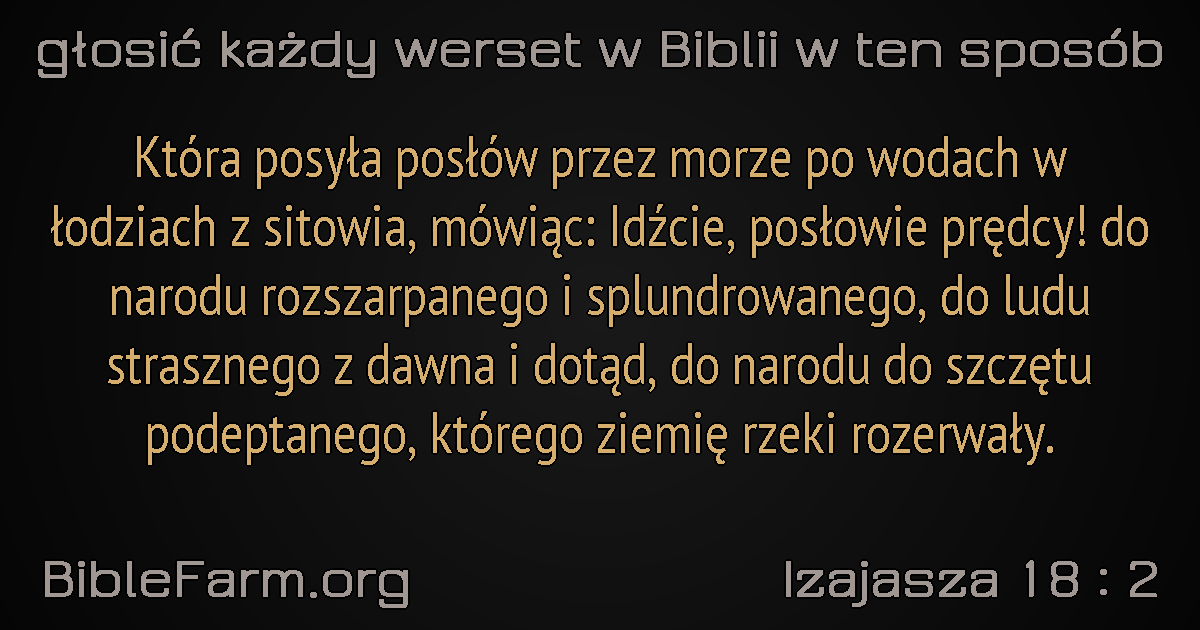 głosić każdy werset w Biblii w ten sposób
Która posyła posłów przez morze po wodach w
łodziach z sitowia, mówiąc: Idźcie, posłowie prędcy! do
narodu rozszarpanego i splundrowanego, do ludu
strasznego z dawna i dotąd, do narodu do szczętu
podeptanego, którego ziemię rzeki rozerwały.
BibleFarm.org
Izajasza 18 : 2